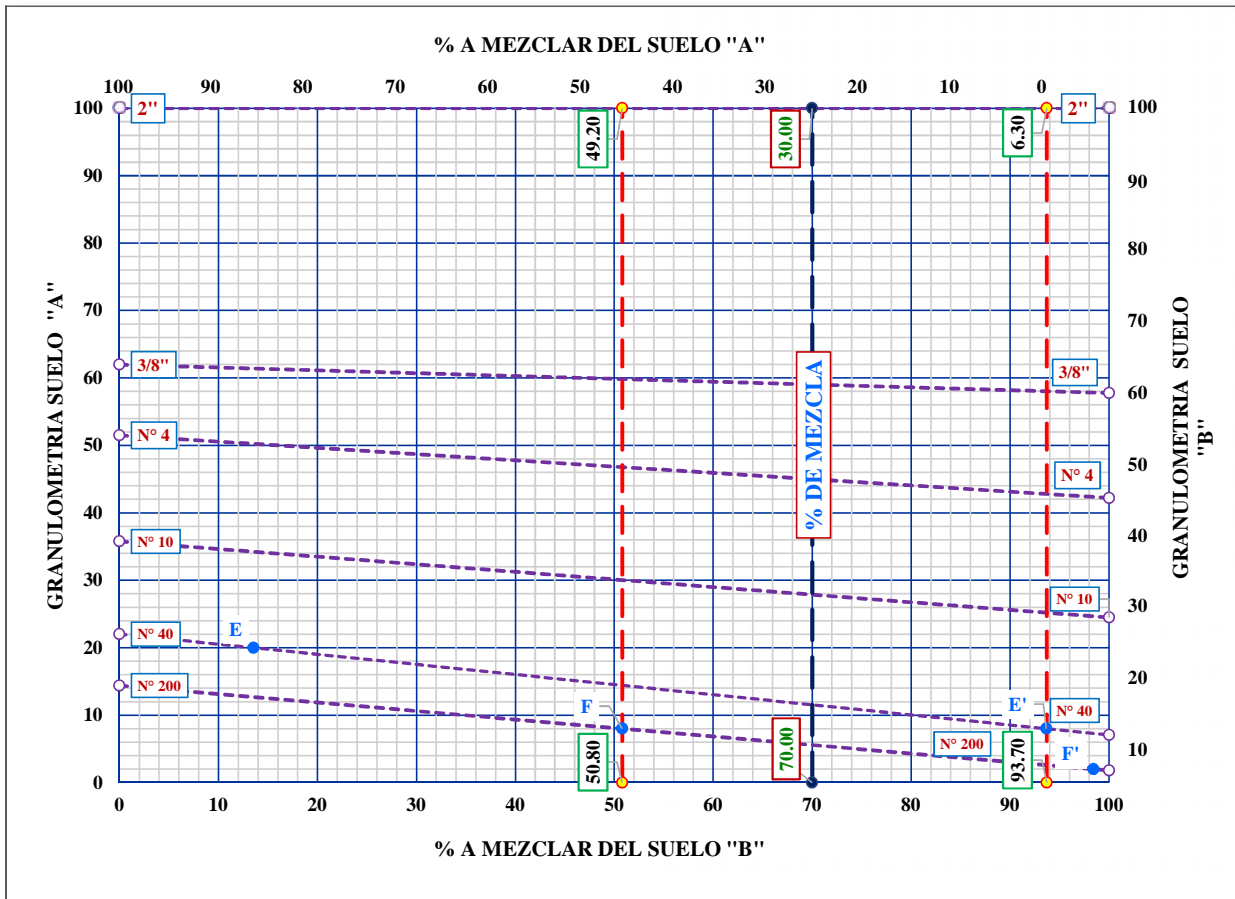 % A MEZCLAR DEL SUELO "A"
100 90 80 70 60 50 40 30 20 10 0
100 2" 2" 100
49.20 30.00 6.30
90 90
80 80
70 70
GRANULOMETRIA SUELO "A"
GRANULOMETRIA SUELO "B"
3/8" 3/8"
60 60
% DE MEZCLA
N° 4 N° 4
50 50
40 40
N° 10 N° 10
30 30
E
N° 40 N° 40
20 20
N° 200 N° 200
F E' F'
10 10
50.80 70.00 93.70
0
0 10 20 30 40 50 60 70 80 90 100
% A MEZCLAR DEL SUELO "B"